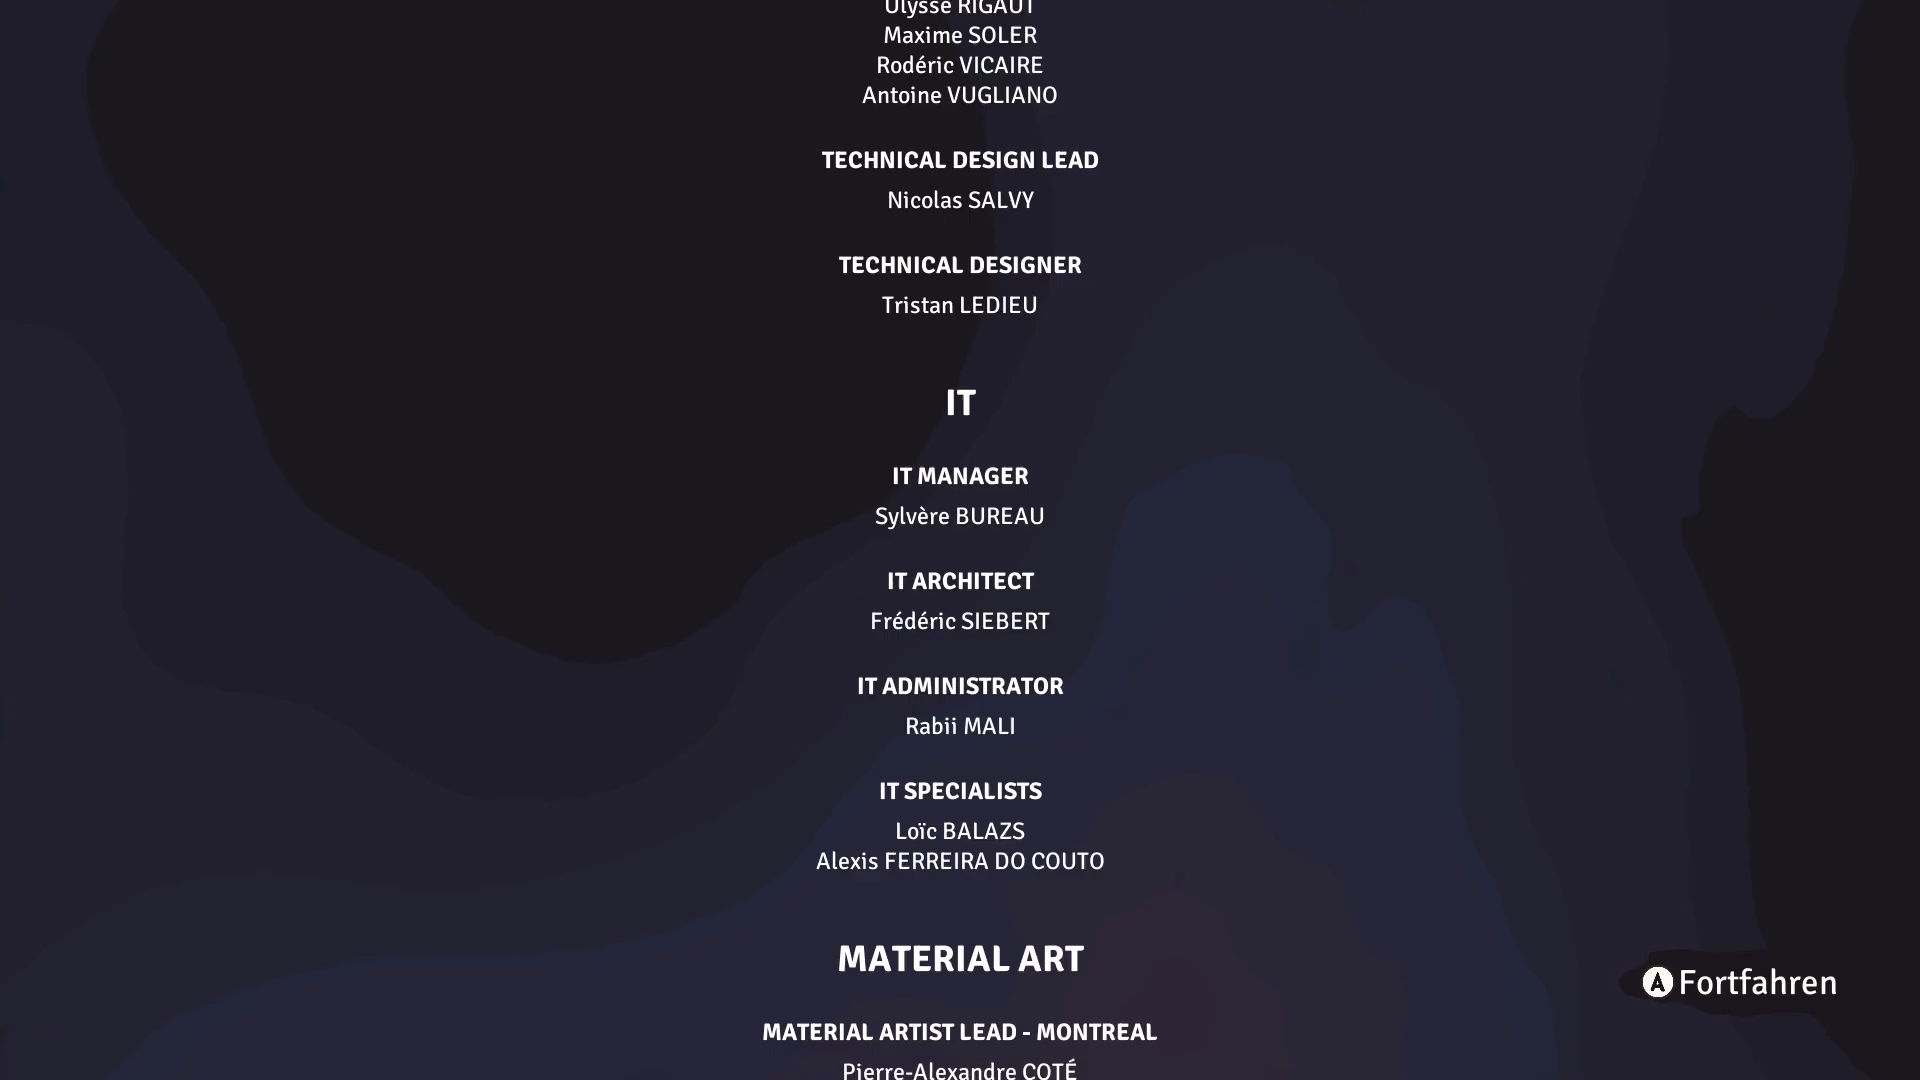 Ulysse RIGAUT
Maxime SOLER
Rodéric VICAIRE
Antoine VUGLIANO
TECHNICAL DESIGN LEAD
Nicolas SALVY
TECHNICAL DESIGNER
Tristan LEDIEU
IT
IT MANAGER
Sylvère BUREAU
IT ARCHITECT
Frédéric SIEBERT
IT ADMINISTRATOR
Rabii MALI
IT SPECIALISTS
Loïc BALAZS
Alexis FERREIRA DO COUTO
MATERIAL ART
A Fortfahren
MATERIAL ARTIST LEAD - MONTREAL
Pierre-Alexandre COTÉ